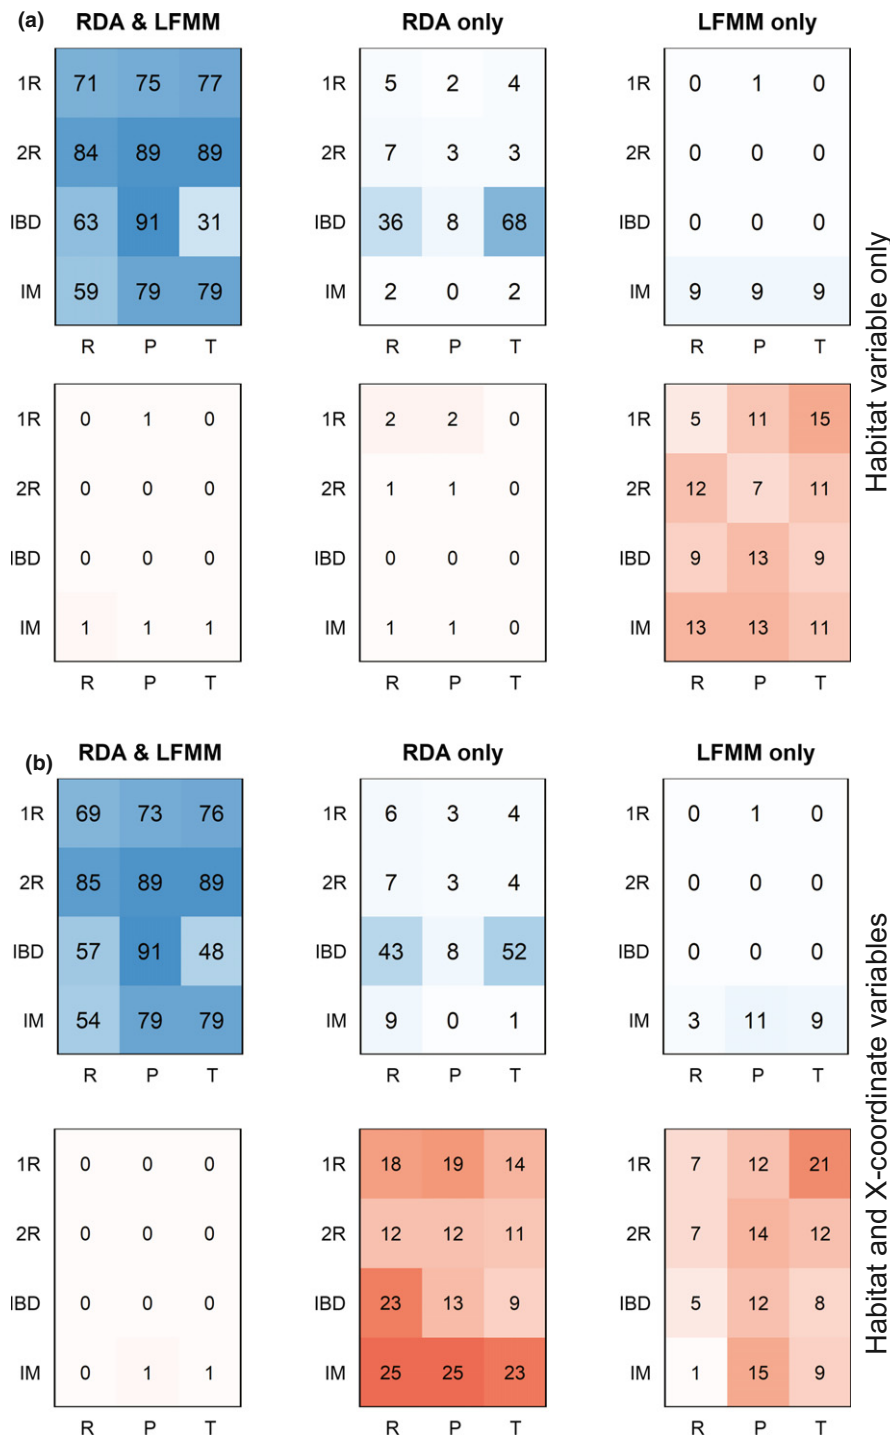 (a) RDA & LFMM RDA only LFMM only
1R 71 75 77 1R 5 2 4 1R 0 1 0
2R 84 89 89 2R 7 3 3 2R 0 0 0
IBD 63 91 31 IBD 36 8 68 IBD 0 0 0
IM 59 79 79 IM 2 0 2 IM 9 9 9
R P T R P T R P T
1R 0 1 0 1R 2 2 0 1R 5 11 15
2R 0 0 0 2R 1 1 0 2R 12 7 11
IBD 0 0 0 IBD 0 0 0 IBD 9 13 9
IM 1 1 1 IM 1 1 0 IM 13 13 11
R P T R P T R P T
Habitat variable only
(b) RDA & LFMM RDA only LFMM only
1R 69 73 76 1R 6 3 4 1R 0 1 0
2R 85 89 89 2R 7 3 4 2R 0 0 0
IBD 57 91 48 IBD 43 8 52 IBD 0 0 0
IM 54 79 79 IM 9 0 1 IM 3 11 9
R P T R P T R P T
1R 0 0 0 1R 18 19 14 1R 7 12 21
2R 0 0 0 2R 12 12 11 2R 7 14 12
IBD 0 0 0 IBD 23 13 9 IBD 5 12 8
IM 0 1 1 IM 25 25 23 IM 1 15 9
R P T R P T R P T
Habitat and X-coordinate variables